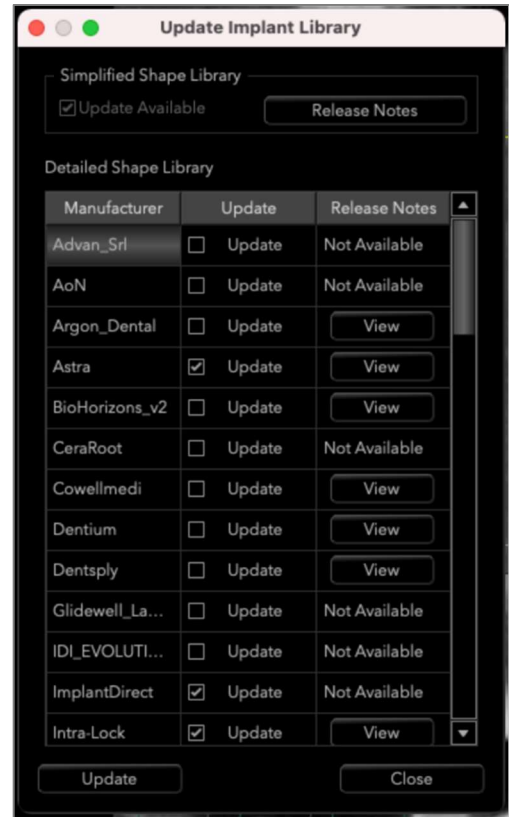 Update Implant Library
Simplified Shape Library
Update Available Release Notes
Detailed Shape Library
Manufacturer Update Release Notes
Advan_Srl Update Not Available
AoN Update Not Available
Argon_Dental Update View
Astra Update View
BioHorizons_v2 Update View
CeraRoot Update Not Available
Cowellmedi Update View
Dentium Update View
Dentsply Update View
Glidewell_La... Update Not Available
IDI_EVOLUTI... Update Not Available
ImplantDirect Update Not Available
Intra-Lock Update View
Update Close